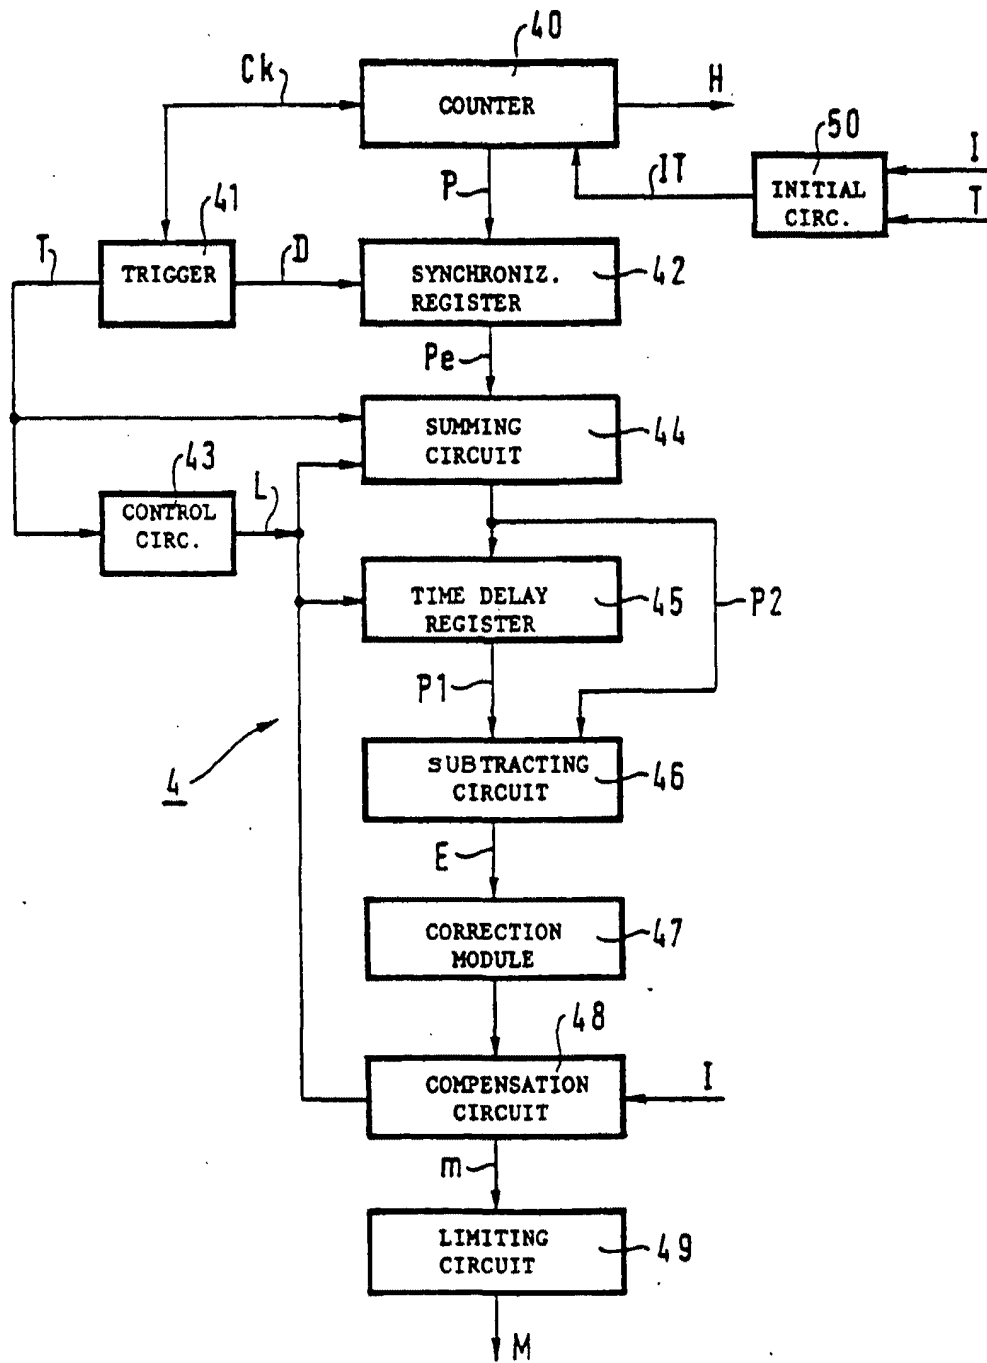 40
Ck
COUNTER
H
50
I
P
IT
INITIAL
CIRC.
T
41
T
TRIGGER
D
SYNCHRONIZ.
REGISTER
42
Pe
SUMMING
CIRCUIT
44
43
CONTROL
CIRC.
L
TIME DELAY
REGISTER
45
P2
P1
4
SUBTRACTING
CIRCUIT
46
E
CORRECTION
MODULE
47
48
COMPENSATION
CIRCUIT
I
m
LIMITING
CIRCUIT
49
M